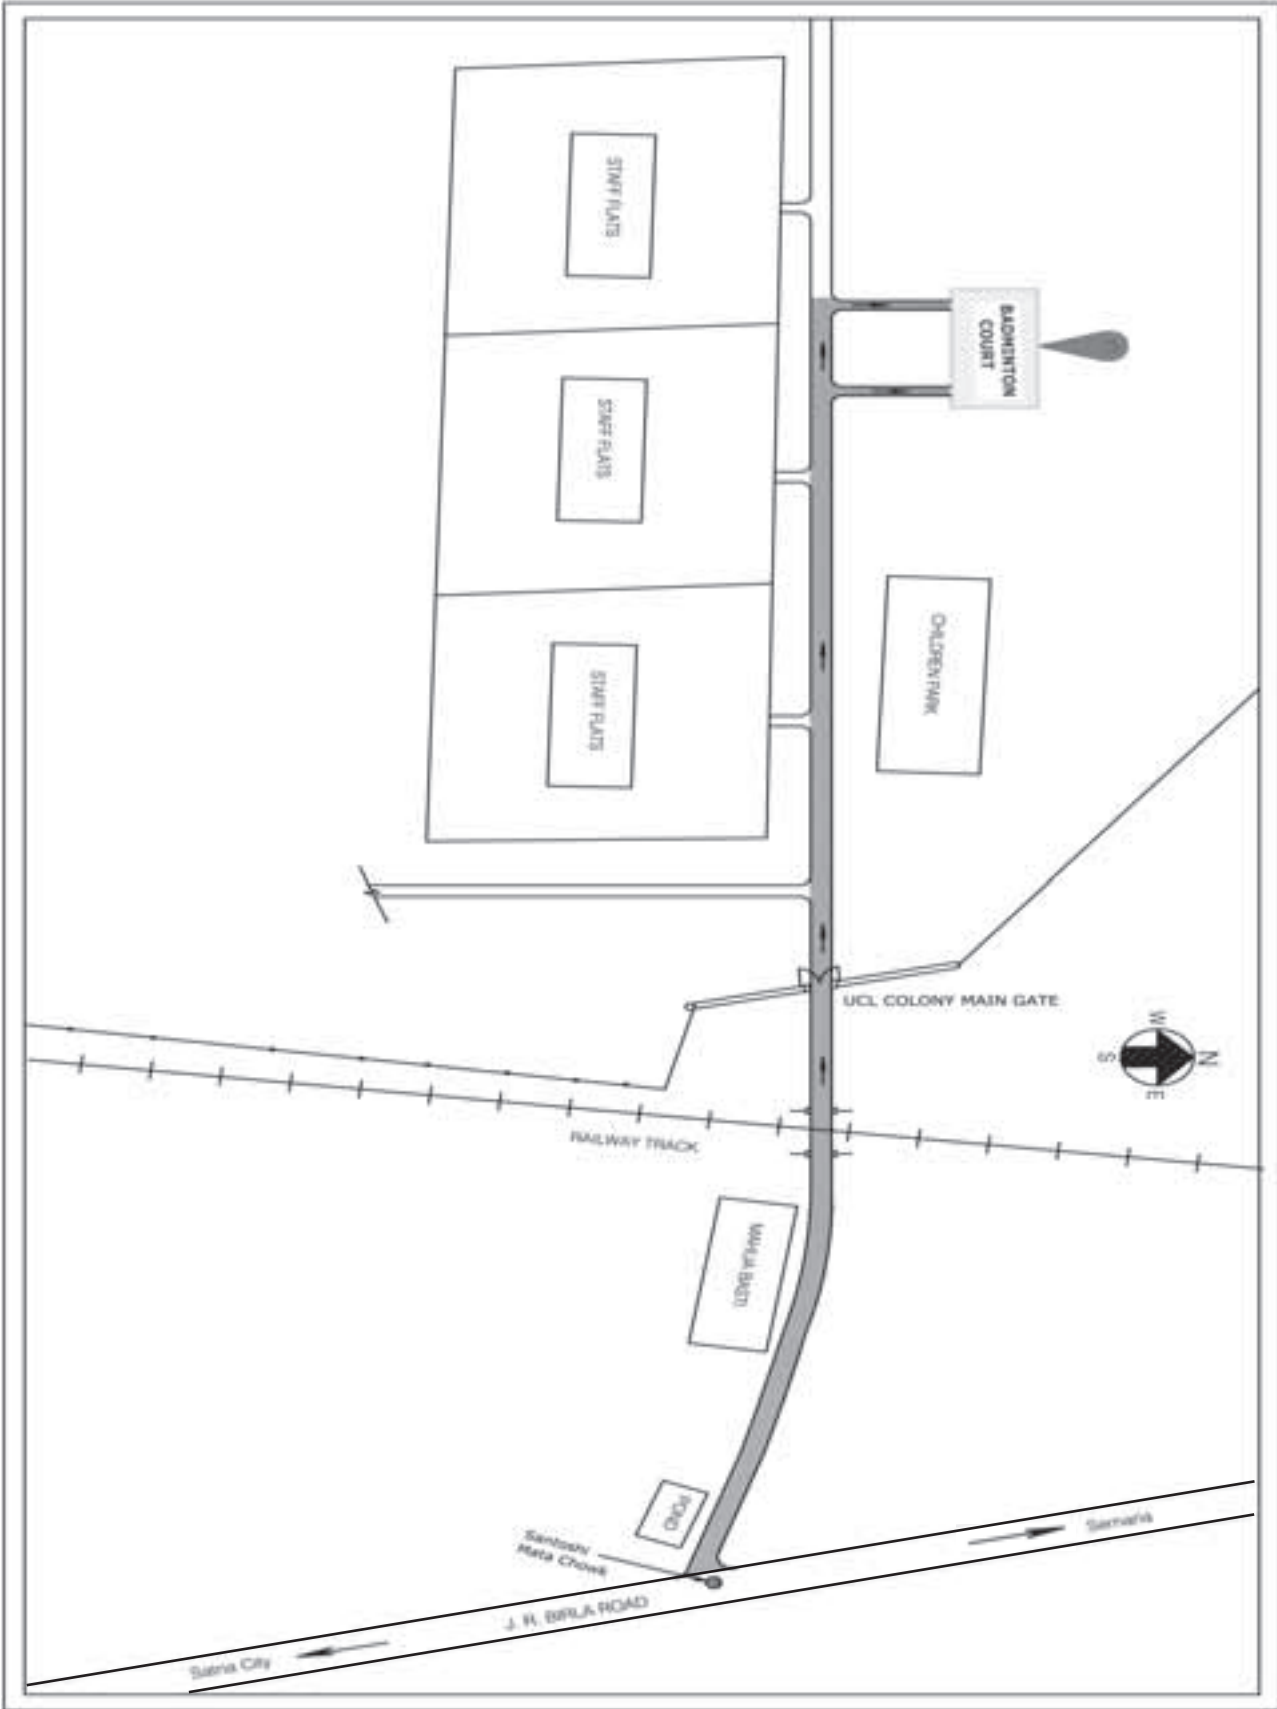 STAFF FLATS
BADMINTON
COURT
STAFF FLATS
CHILDREN PARK
STAFF FLATS
UCL COLONY MAIN GATE
W
N
S
E
RAILWAY TRACK
MAHUA BASTI
POND
Semaria
Santoshi
Mata Chowk
J. R. BIRLA ROAD
Satna City